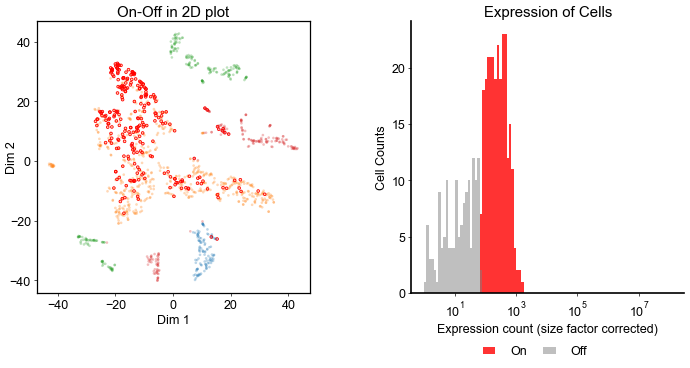 On-Off in 2D plot
40
20
0
−20
−40
Dim 2
−40 −20 0 20 40
Dim 1
Expression of Cells
20
15
10
5
0
Cell Counts
10^1 10^3 10^5 10^7
Expression count (size factor corrected)
On Off